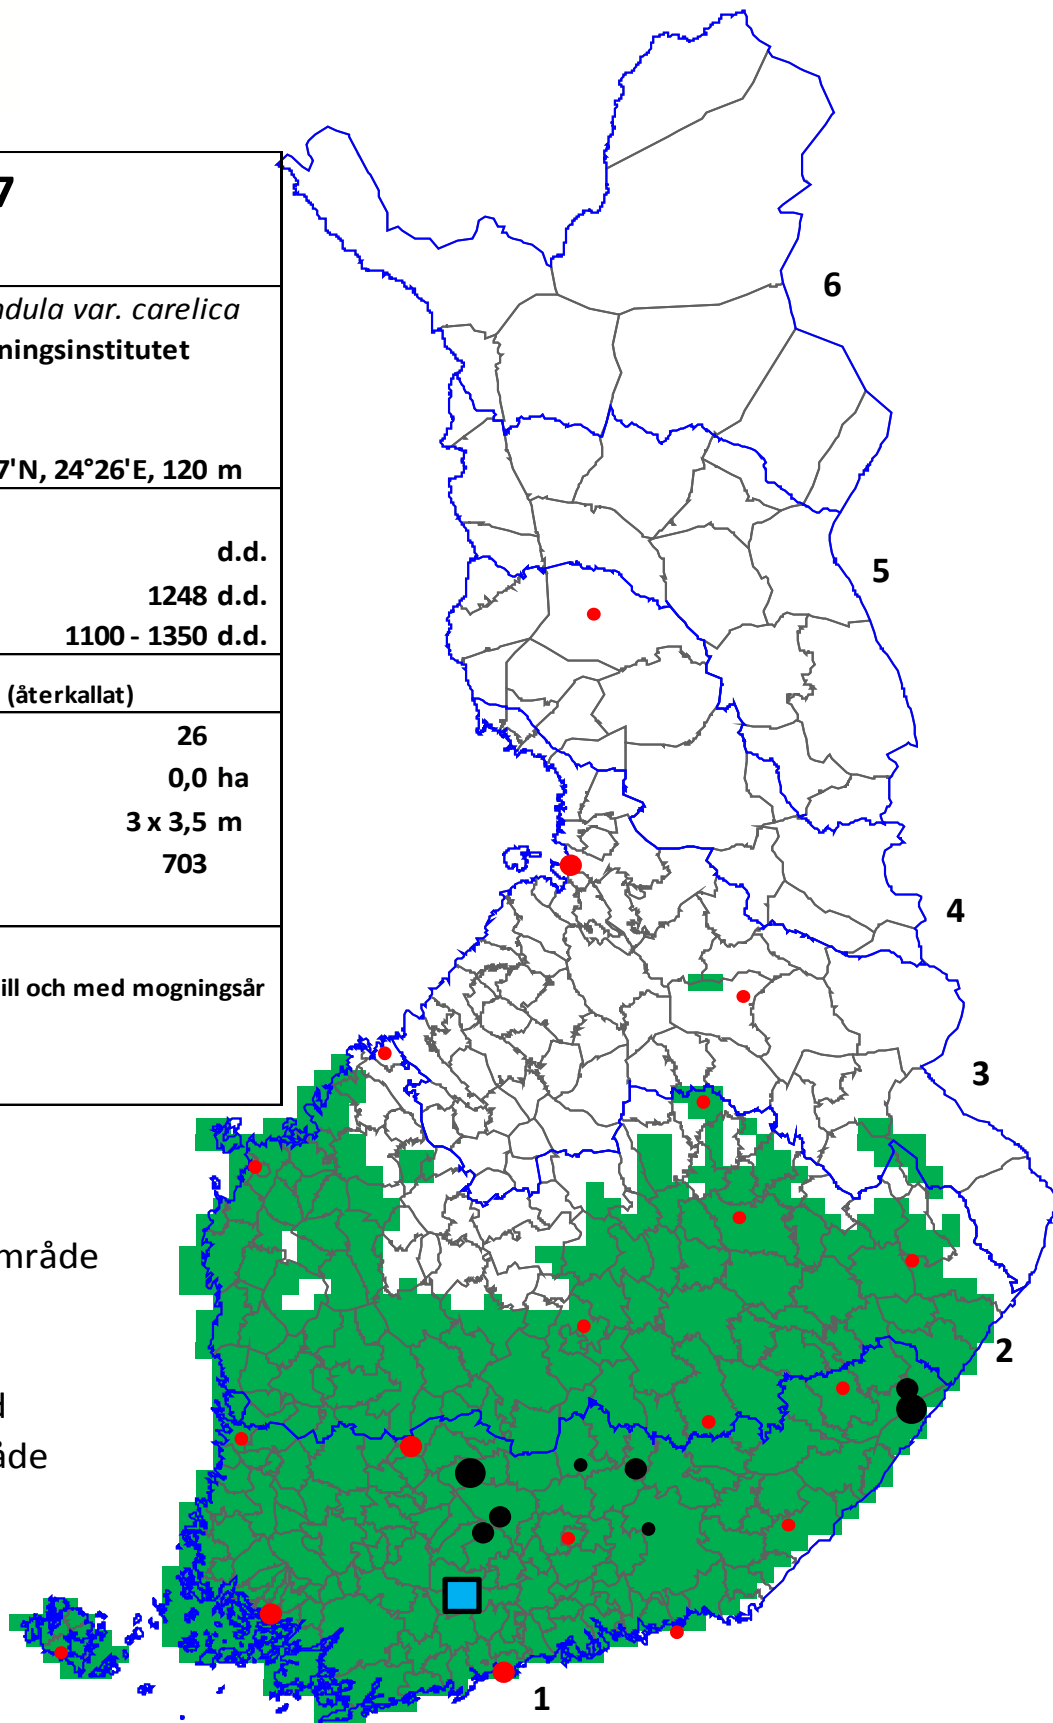 7
ndula var. carelica
ningsinstitutet
7'N, 24°26'E, 120 m
d.d.
1248 d.d.
1100 - 1350 d.d.
(återkallat)
26
0,0 ha
3 x 3,5 m
703
ill och med mogningsår
område
d
åde
6
5
4
3
2
1